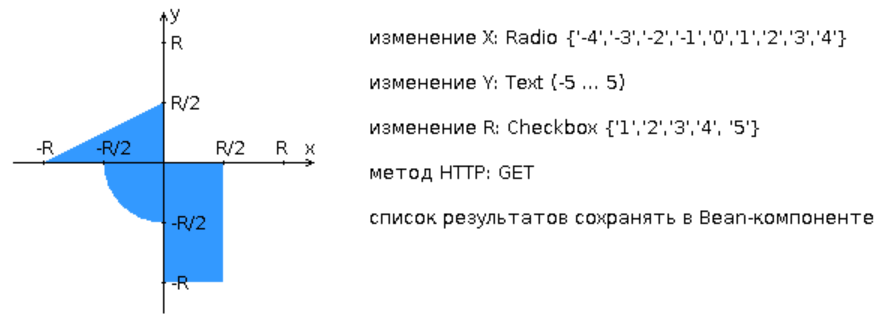 y
R
R/2
-R
-R/2
R/2
R
x
-R/2
-R
изменение X: Radio {'-4','-3','-2','-1','0','1','2','3','4'}
изменение Y: Text (-5 ... 5)
изменение R: Checkbox {'1','2','3','4', '5'}
метод HTTP: GET
список результатов сохранять в Bean-компоненте